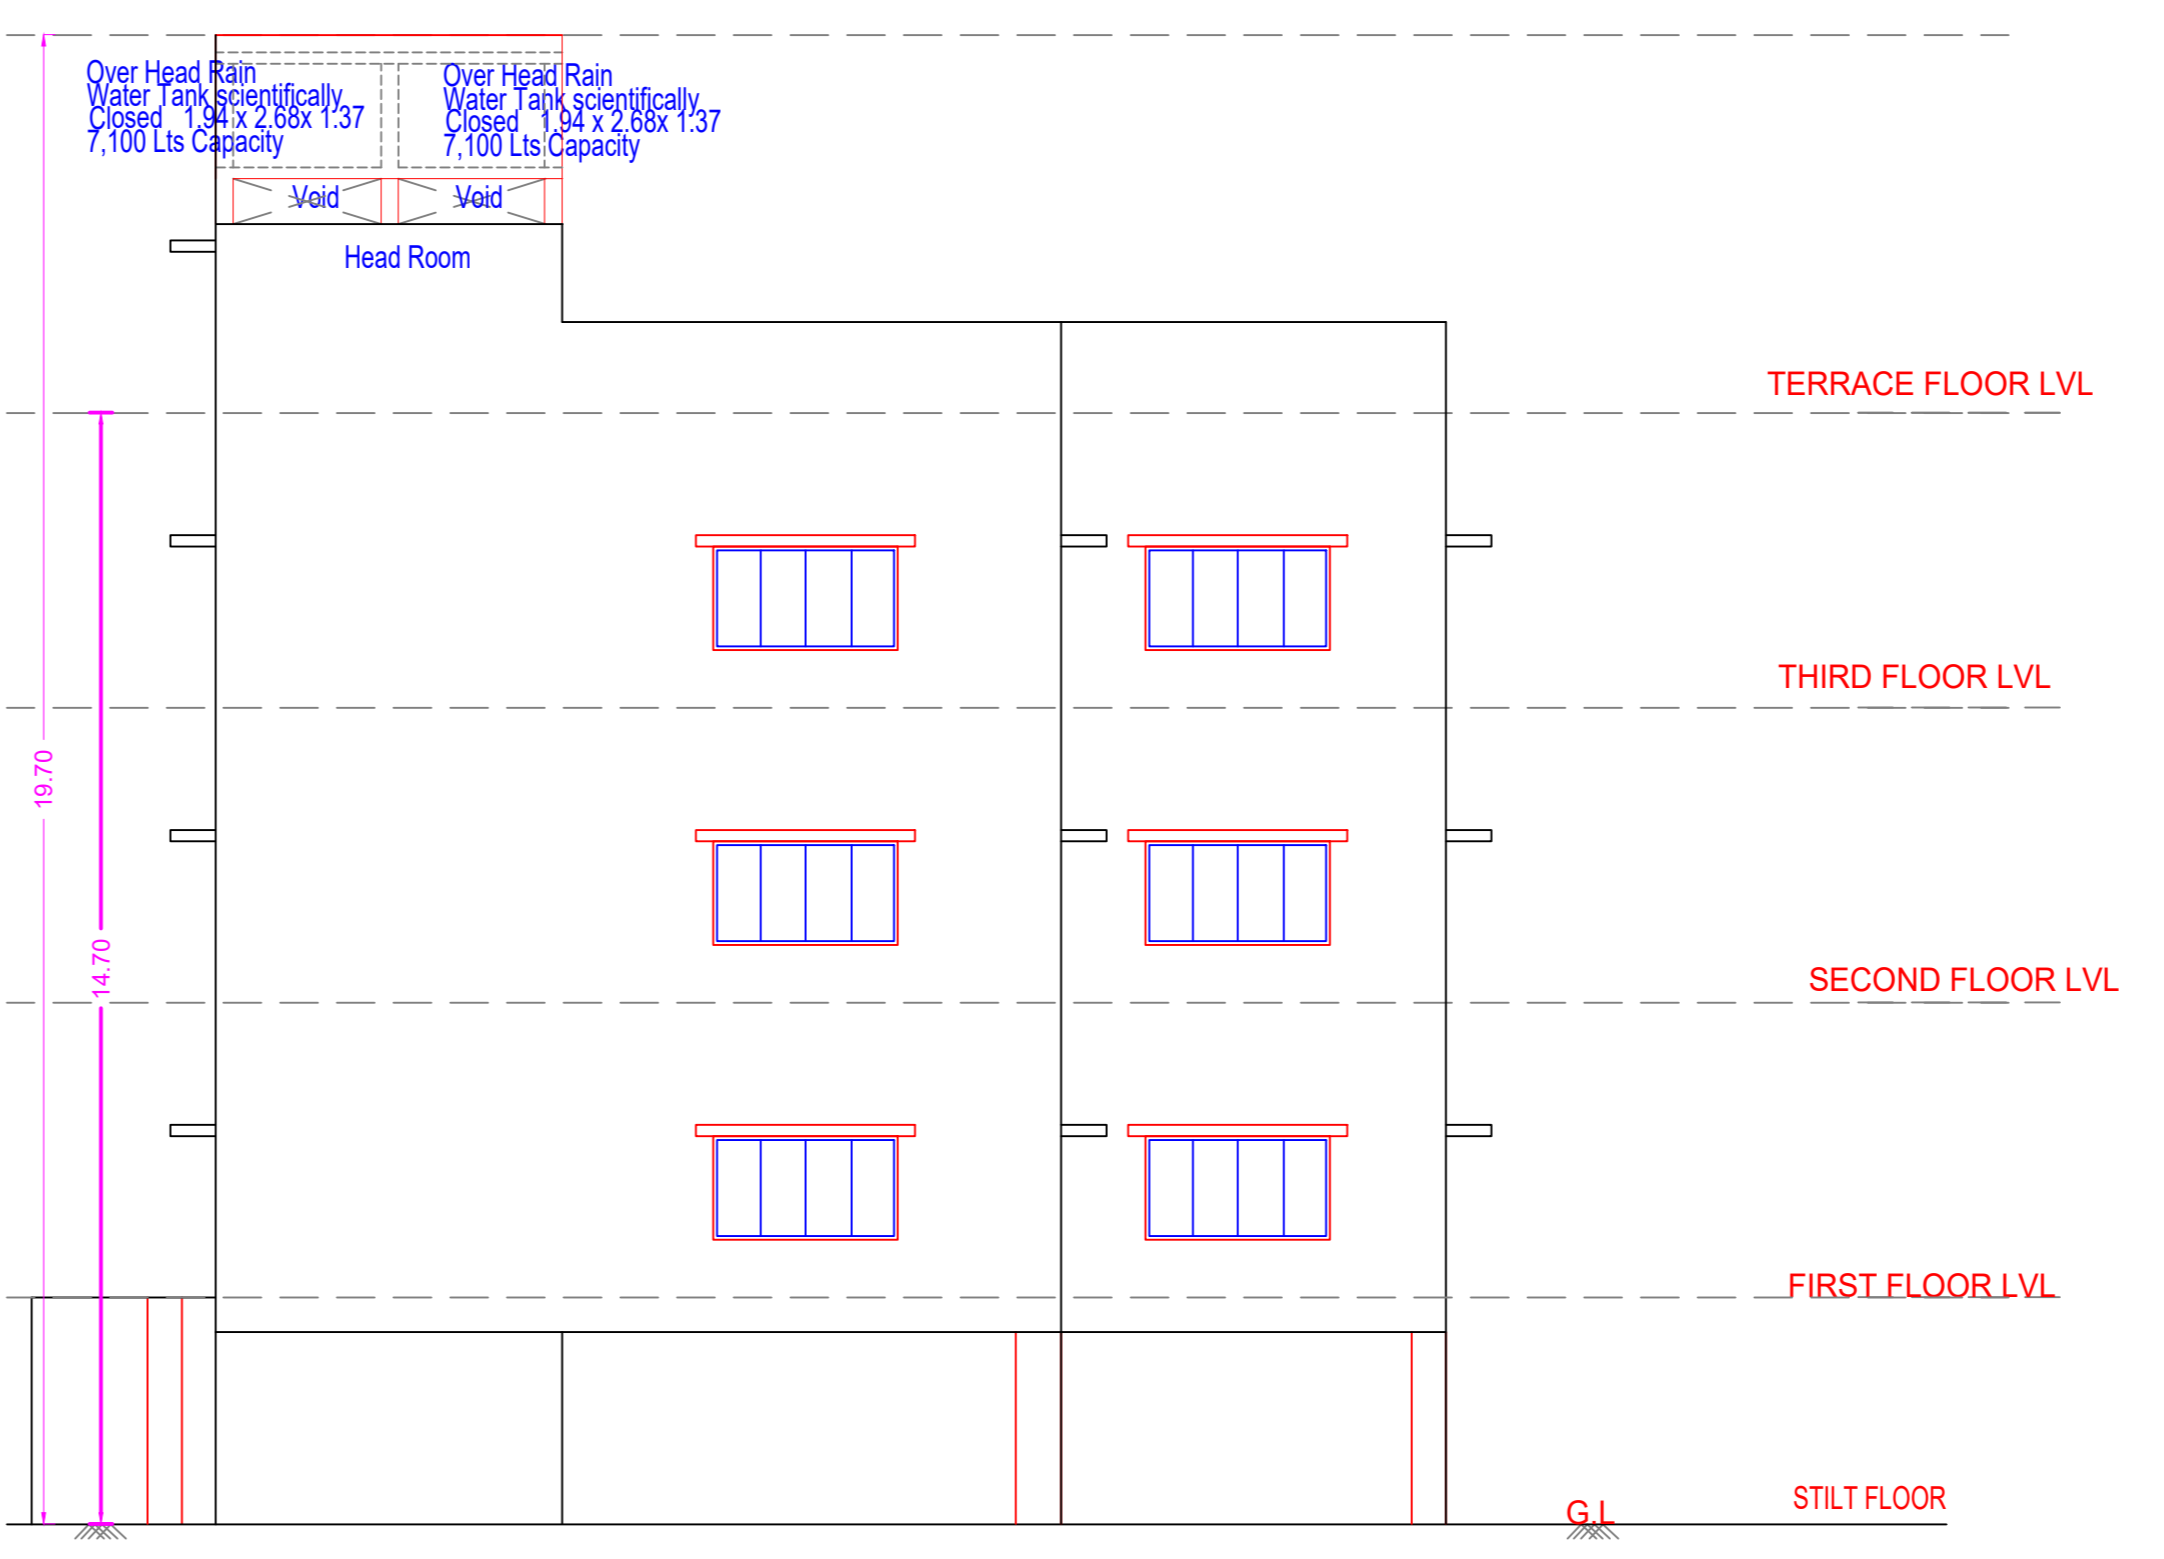 Over Head Rain
Water Tank scientifically
Closed 1.94 x 2.68x 1.37
7,100 Lts Capacity
Over Head Rain
Water Tank scientifically
Closed 1.94 x 2.68x 1.37
7,100 Lts Capacity
Void
Void
Head Room
TERRACE FLOOR LVL
THIRD FLOOR LVL
19.70
14.70
SECOND FLOOR LVL
FIRST FLOOR LVL
STILT FLOOR
G.L